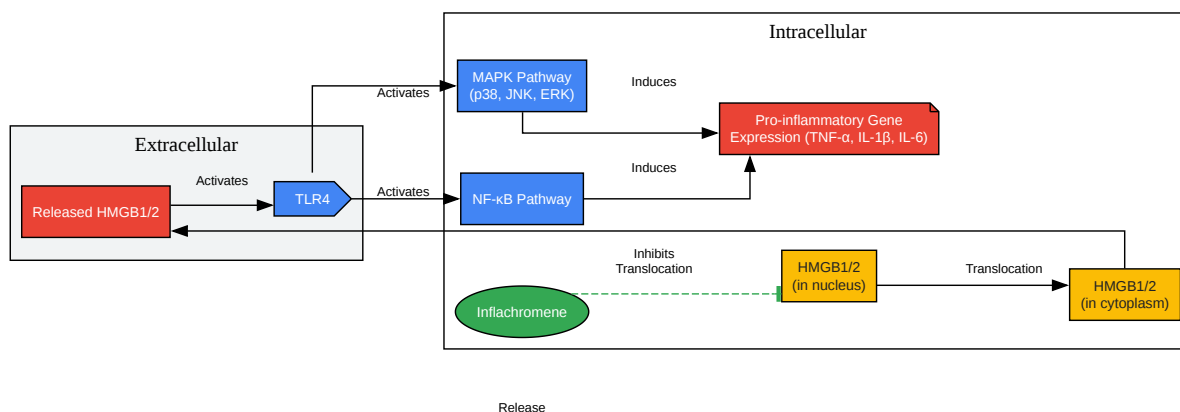 Intracellular
MAPK Pathway
(p38, JNK, ERK)
Activates
Induces
Pro-inflammatory Gene
Expression (TNF-α, IL-1β, IL-6)
Extracellular
Activates
Released HMGB1/2
TLR4
Activates
NF-κB Pathway
Induces
Inhibits
Translocation
HMGB1/2
(in nucleus)
Translocation
HMGB1/2
(in cytoplasm)
Inflachromene
Release